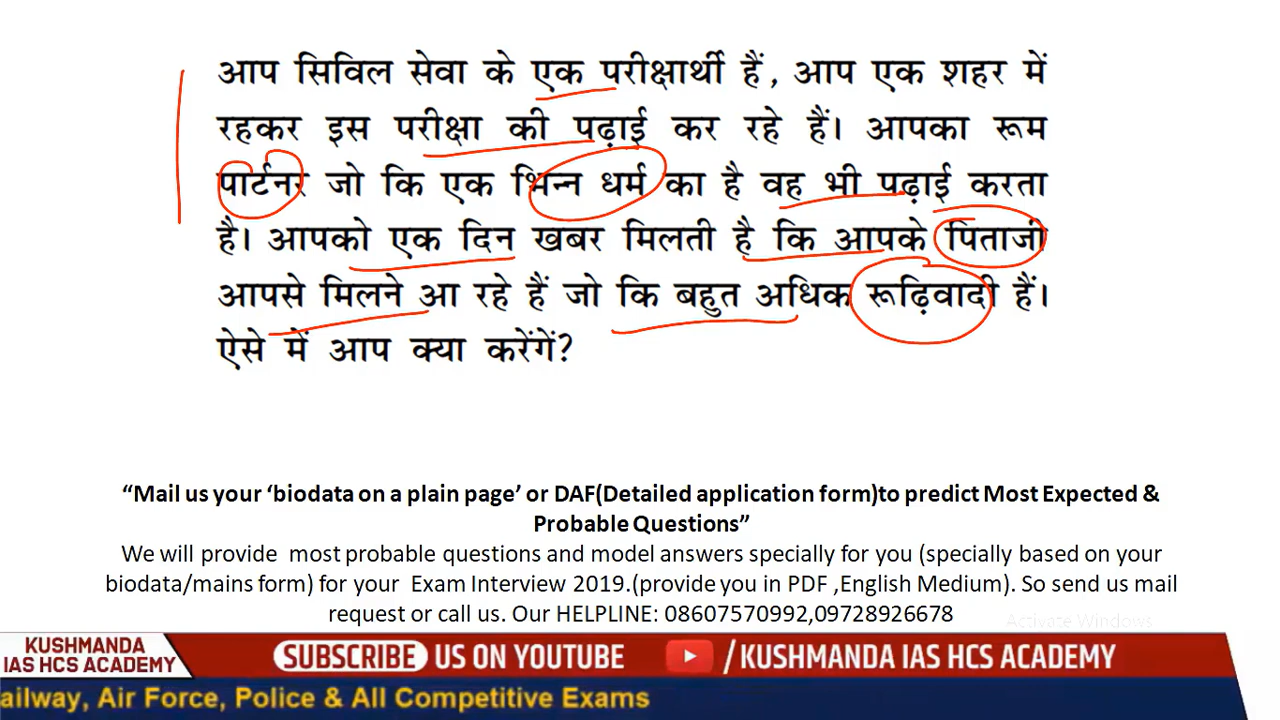 आप सिविल सेवा के एक परीक्षार्थी हैं, आप एक शहर में
रहकर इस परीक्षा की पढ़ाई कर रहे हैं। आपका रूम
पार्टनर जो कि एक भिन्न धर्म का है वह भी पढ़ाई करता
है। आपको एक दिन खबर मिलती है कि आपके पिताजी
आपसे मिलने आ रहे हैं जो कि बहुत अधिक रूढ़िवादी हैं।
ऐसे में आप क्या करेंगें?
“Mail us your ‘biodata on a plain page’ or DAF(Detailed application form)to predict Most Expected &
Probable Questions”
We will provide most probable questions and model answers specially for you (specially based on your
biodata/mains form) for your Exam Interview 2019.(provide you in PDF ,English Medium). So send us mail
request or call us. Our HELPLINE: 08607570992,09728926678
Activate Windows
KUSHMANDA
IAS HCS ACADEMY
SUBSCRIBE US ON YOUTUBE
/KUSHMANDA IAS HCS ACADEMY
ailway, Air Force, Police & All Competitive Exams